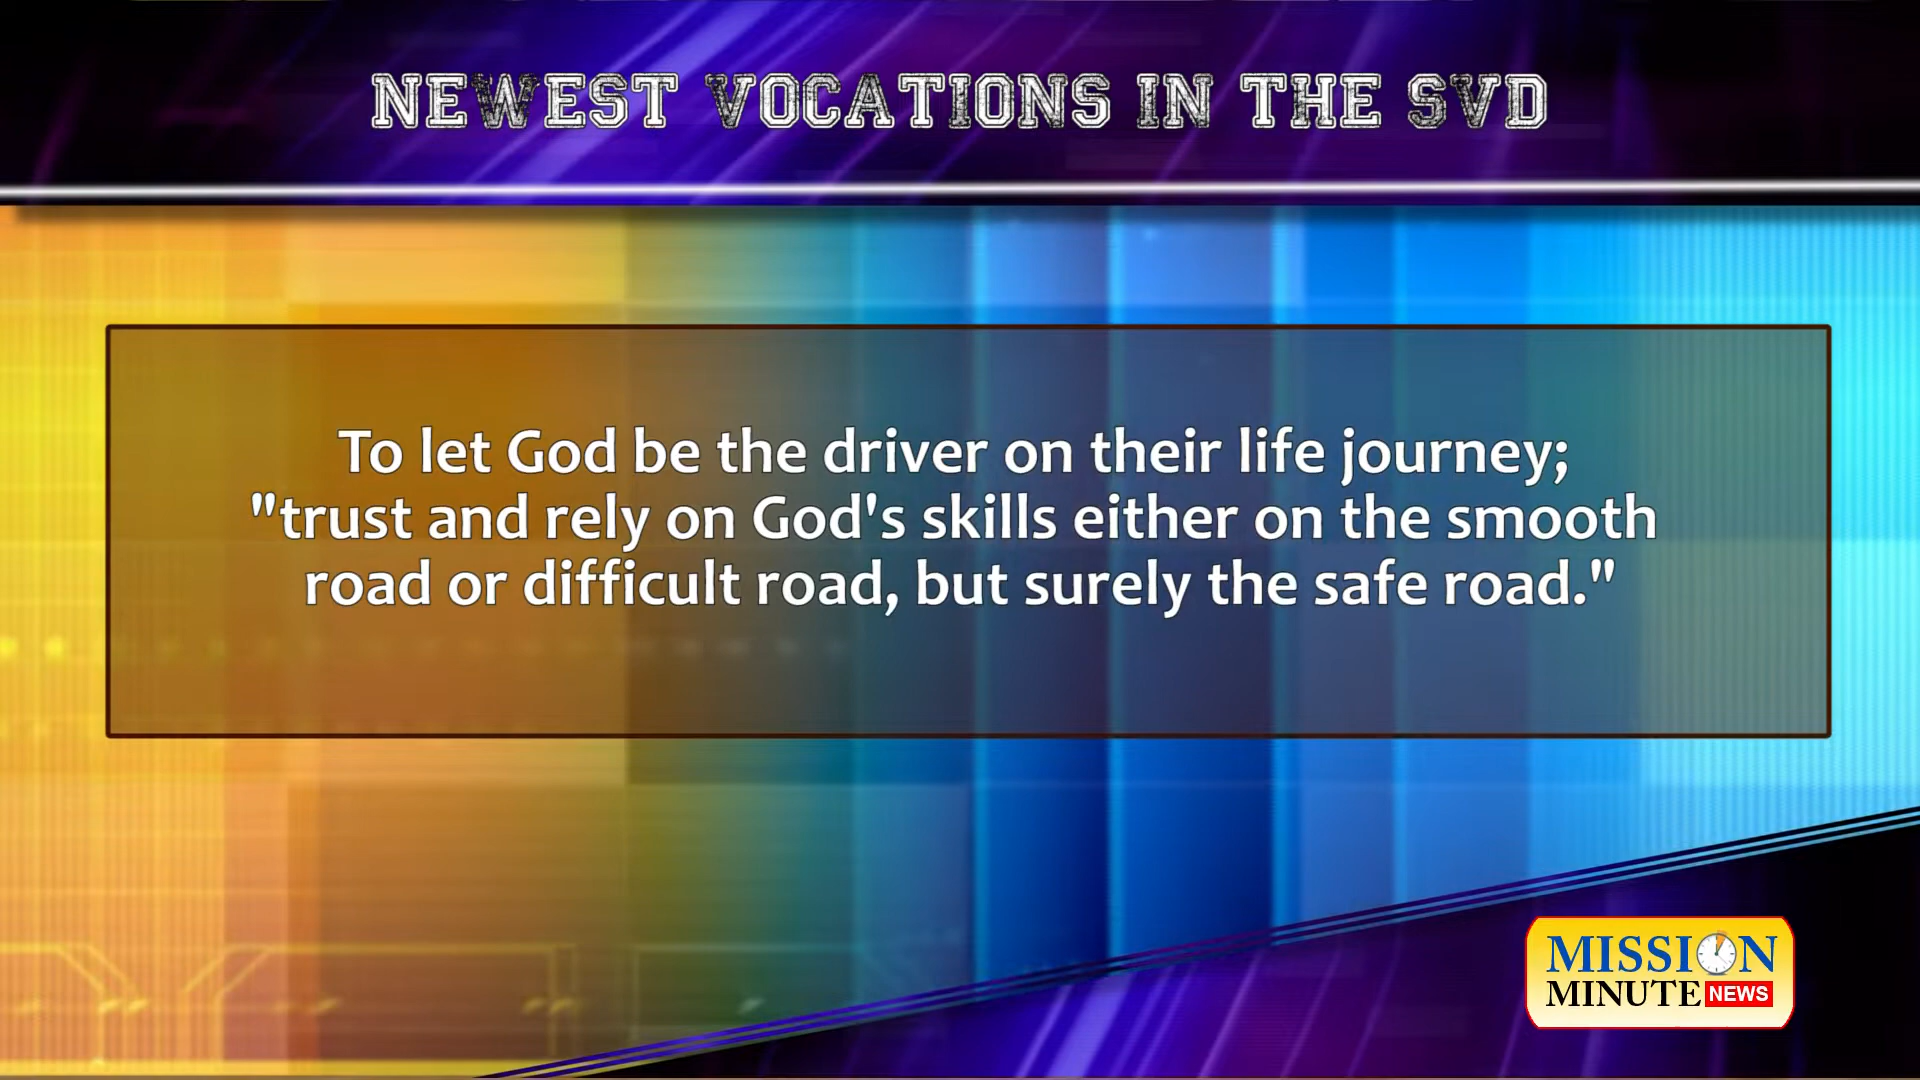 NEWEST VOCATIONS IN THE SVD
To let God be the driver on their life journey;
"trust and rely on God's skills either on the smooth
road or difficult road, but surely the safe road."
MISSION
MINUTE NEWS